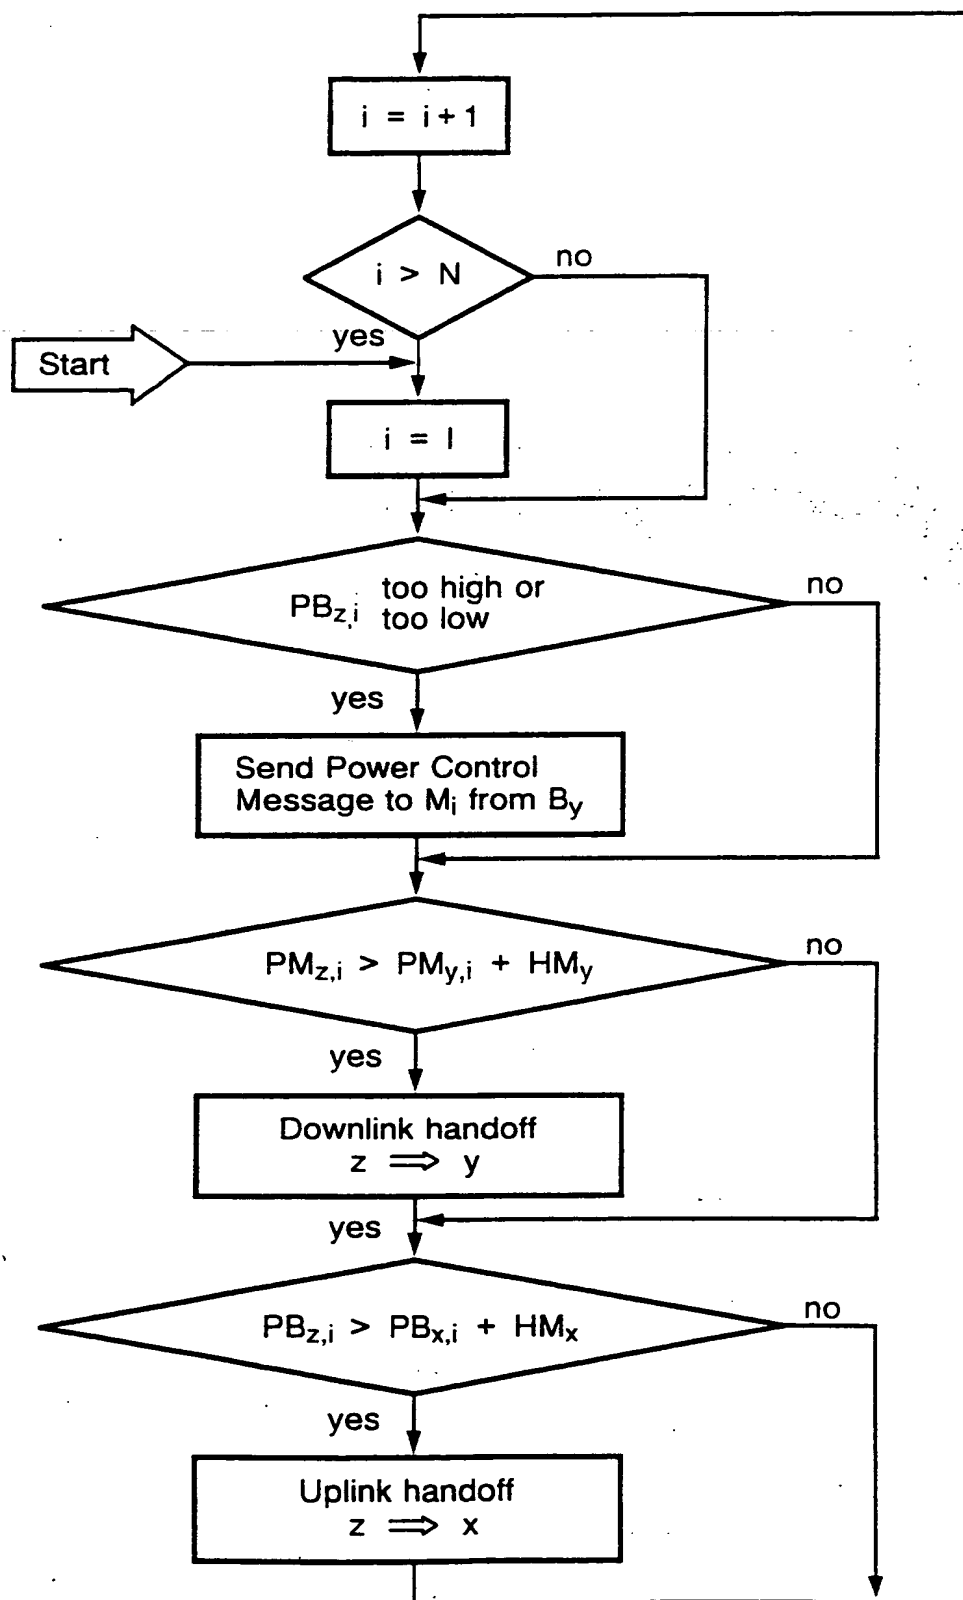 i = i+1
i > N
no
yes
Start
i = I
PBz,i too high or
too low
no
yes
Send Power Control
Message to Mi from By
PMz,i > PMy,i + HMy
no
yes
Downlink handoff
z ⇒ y
yes
PBz,i > PBx,i + HMx
no
yes
Uplink handoff
z ⇒ x